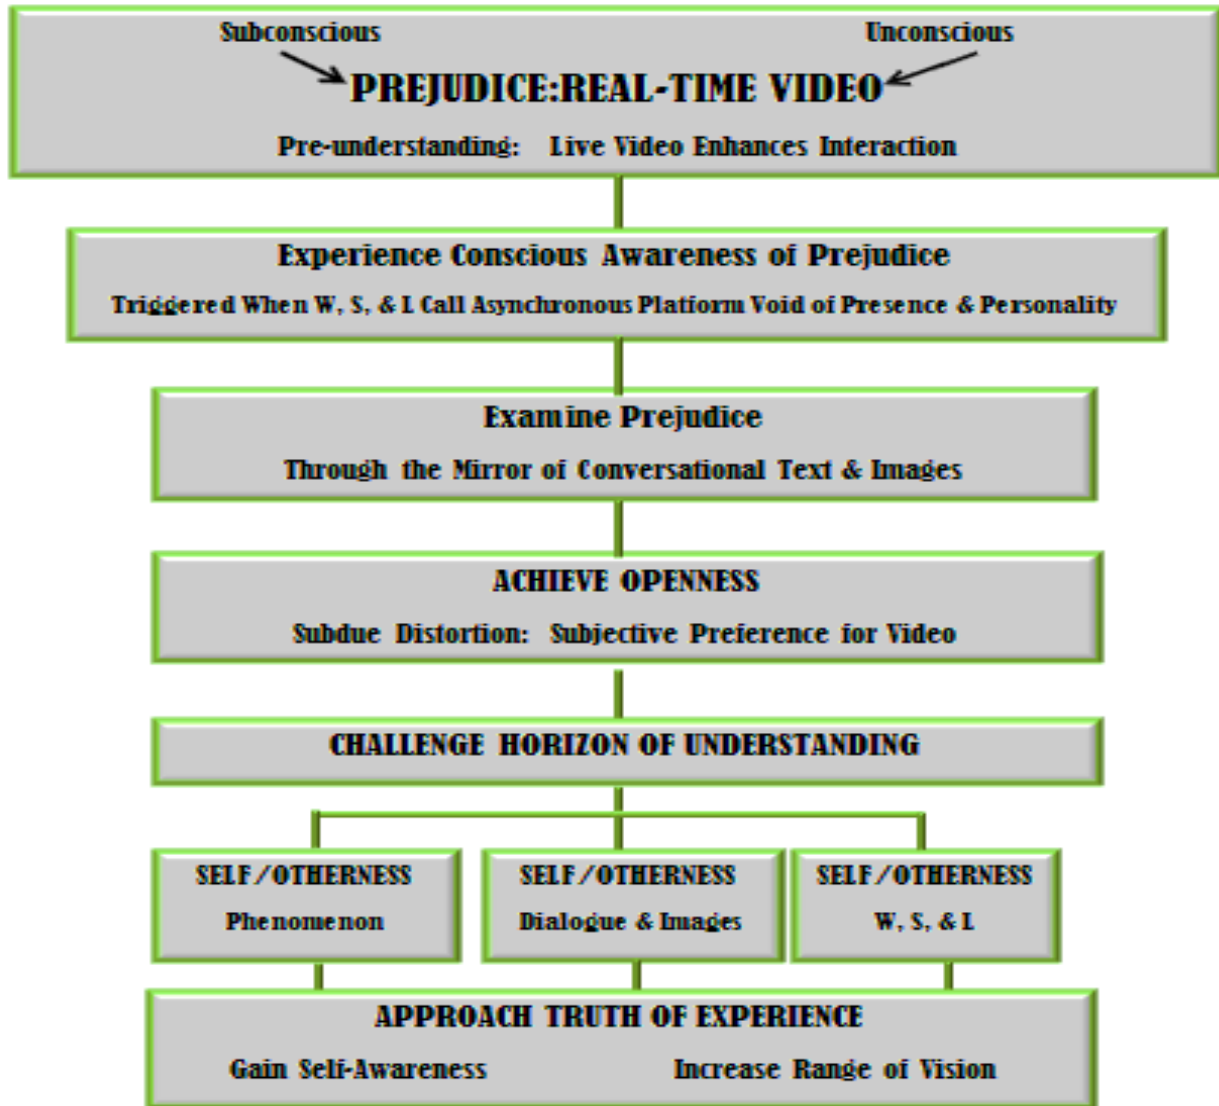 Subconscious Unconscious
PREJUDICE:REAL-TIME VIDEO
Pre-understanding: Live Video Enhances Interaction
Experience Conscious Awareness of Prejudice
Triggered When W, S, & L Call Asynchronous Platform Void of Presence & Personality
Examine Prejudice
Through the Mirror of Conversational Text & Images
ACHIEVE OPENNESS
Subdue Distortion: Subjective Preference for Video
CHALLENGE HORIZON OF UNDERSTANDING
SELF/OTHERNESS
Phenomenon
SELF/OTHERNESS
Dialogue & Images
SELF/OTHERNESS
W, S, & L
APPROACH TRUTH OF EXPERIENCE
Gain Self-Awareness Increase Range of Vision